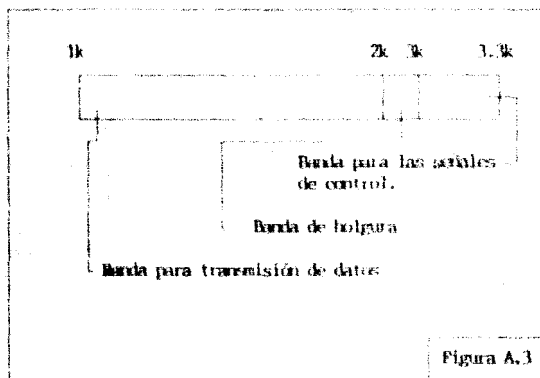 1k 2k 3k 3.3k
Banda para las señales
de control.
Banda de holgura
Banda para transmisión de datos
Figura A.3